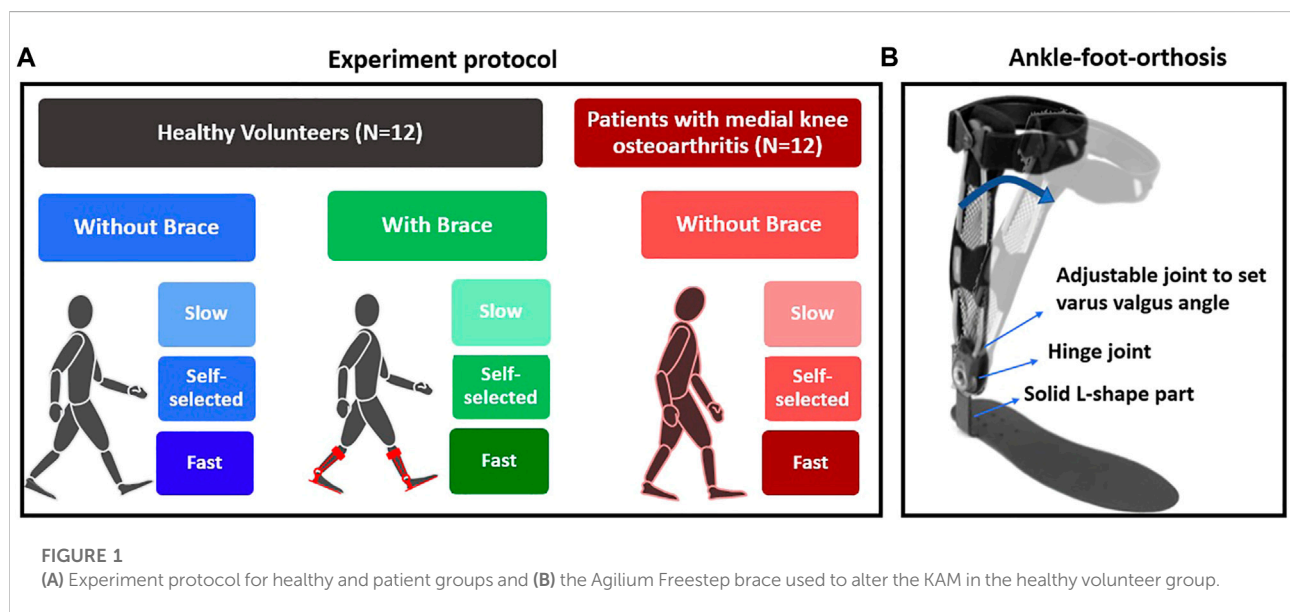 A
Experiment protocol
Healthy Volunteers (N=12)
Patients with medial knee
osteoarthritis (N=12)
Without Brace
With Brace
Without Brace
Slow
Self-
selected
Fast
Slow
Self-
selected
Fast
Slow
Self-
selected
Fast
B
Ankle-foot-orthosis
Adjustable joint to set
varus valgus angle
Hinge joint
Solid L-shape part
FIGURE 1
(A) Experiment protocol for healthy and patient groups and (B) the Agilium Freestep brace used to alter the KAM in the healthy volunteer group.